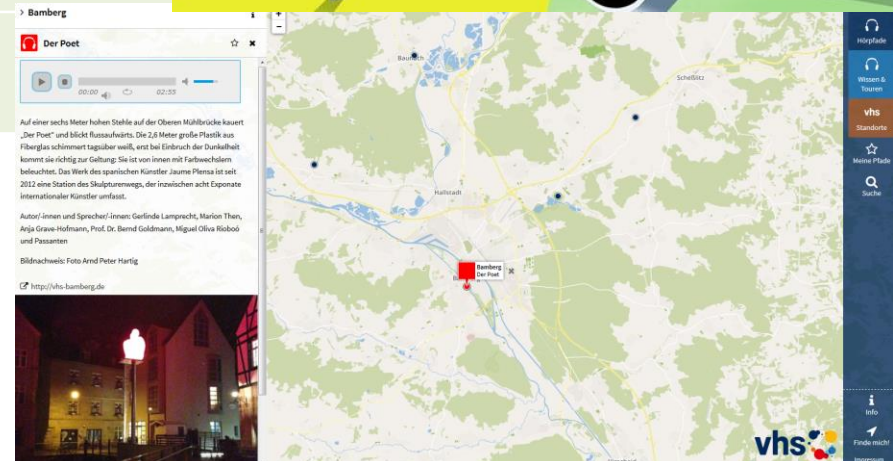 > Bamberg
i
Der Poet
00:00
02:55
Auf einer sechs Meter hohen Stehle auf der Oberen Mühlbrücke kauert
„Der Poet“ und blickt flussaufwärts. Die 2,6 Meter große Plastik aus
Fiberglas schimmert tagsüber weiß, erst bei Einbruch der Dunkelheit
kommt sie richtig zur Geltung: Sie ist von innen mit Farbwechslern
beleuchtet. Das Werk des spanischen Künstler Jaume Plensa ist seit
2012 eine Station des Skulpturenwegs, der inzwischen acht Exponate
internationaler Künstler umfasst.
Autor/-innen und Sprecher/-innen: Gerlinde Lamprecht, Marion Then,
Anja Grave-Hofmann, Prof. Dr. Bernd Goldmann, Miguel Oliva Rioboó
und Passanten
Bildnachweis: Foto Arnd Peter Hartig
http://vhs-bamberg.de
+
-
Baunach
Scheßlitz
Hallstadt
Bamberg
Der Poet
vhs
Hörpfade
Wissen &
Touren
vhs
Standorte
Meine Pfade
Suche
i
Info
Finde mich!
Impressum